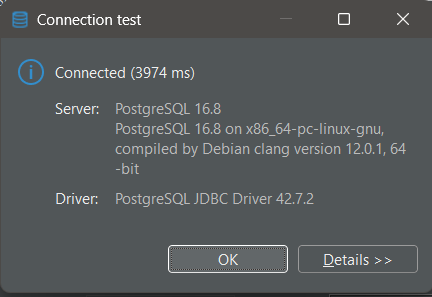 Connection test
Connected (3974 ms)
Server: PostgreSQL 16.8
PostgreSQL 16.8 on x86_64-pc-linux-gnu,
compiled by Debian clang version 12.0.1, 64
-bit
Driver: PostgreSQL JDBC Driver 42.7.2
OK Details >>